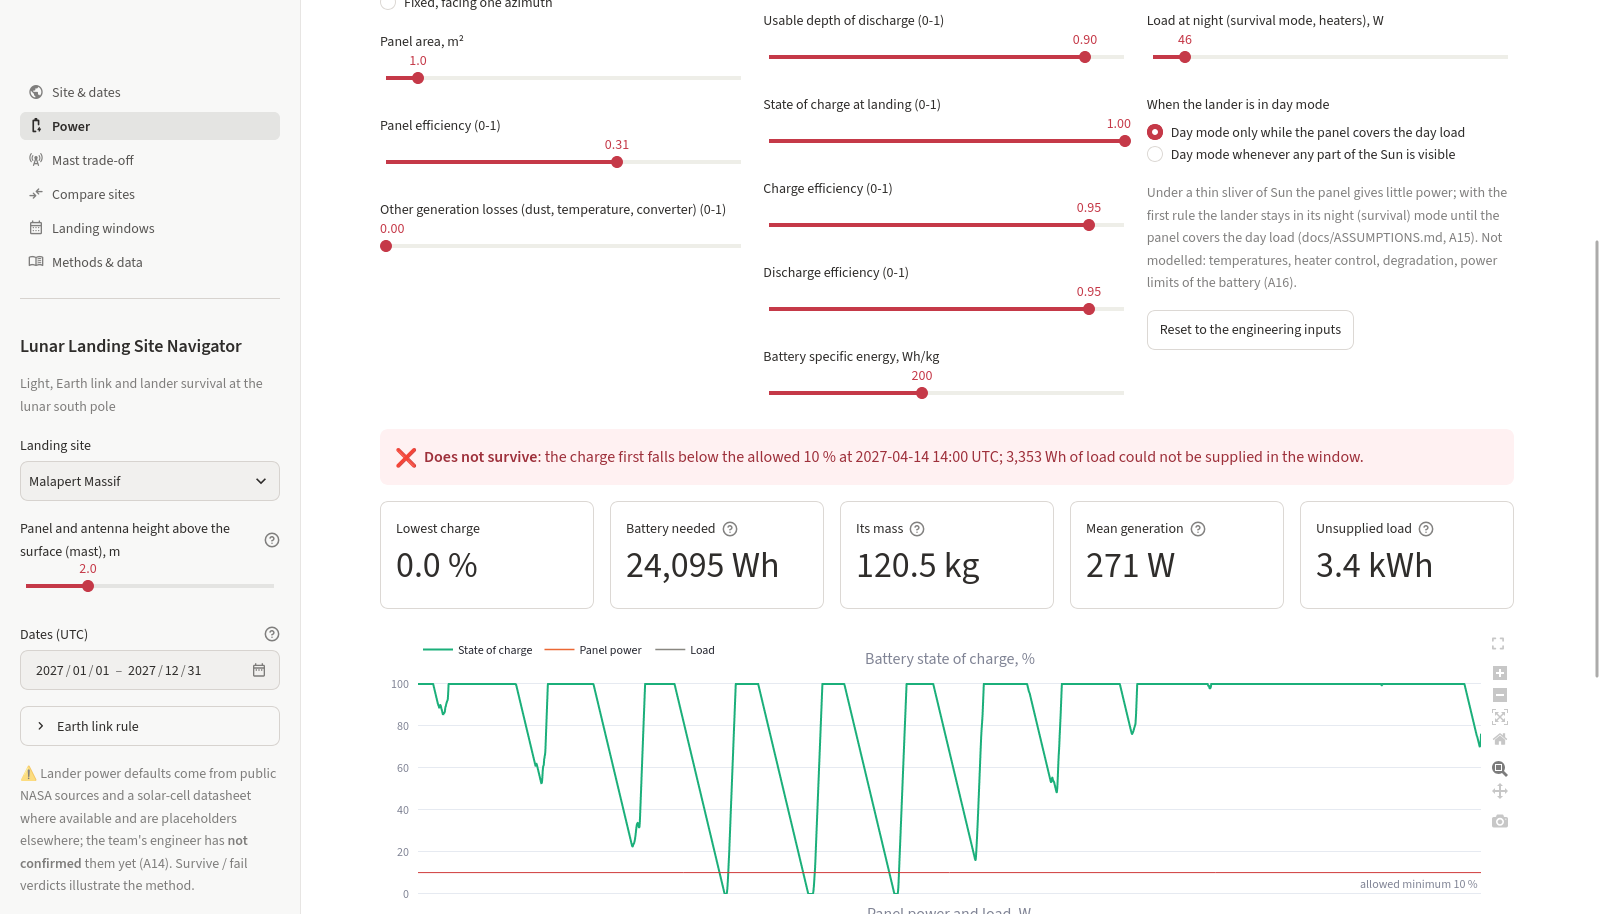 Site & dates
Power
Mast trade-off
Compare sites
Landing windows
Methods & data
Lunar Landing Site Navigator
Light, Earth link and lander survival at the
lunar south pole
Landing site
Malapert Massif
Panel and antenna height above the
surface (mast), m
2.0
Dates (UTC)
2027/01/01 – 2027/12/31
Earth link rule
⚠️ Lander power defaults come from public
NASA sources and a solar-cell datasheet
where available and are placeholders
elsewhere; the team's engineer has not
confirmed them yet (A14). Survive / fail
verdicts illustrate the method.
Fixed, facing one azimuth
Panel area, m²
1.0
Panel efficiency (0-1)
0.31
Other generation losses (dust, temperature, converter) (0-1)
0.00
Usable depth of discharge (0-1)
0.90
State of charge at landing (0-1)
1.00
Charge efficiency (0-1)
0.95
Discharge efficiency (0-1)
0.95
Battery specific energy, Wh/kg
200
Load at night (survival mode, heaters), W
46
When the lander is in day mode
Day mode only while the panel covers the day load
Day mode whenever any part of the Sun is visible
Under a thin sliver of Sun the panel gives little power; with the
first rule the lander stays in its night (survival) mode until the
panel covers the day load (docs/ASSUMPTIONS.md, A15). Not
modelled: temperatures, heater control, degradation, power
limits of the battery (A16).
Reset to the engineering inputs
❌ Does not survive: the charge first falls below the allowed 10 % at 2027-04-14 14:00 UTC; 3,353 Wh of load could not be supplied in the window.
Lowest charge
0.0 %
Battery needed
24,095 Wh
Its mass
120.5 kg
Mean generation
271 W
Unsupplied load
3.4 kWh
State of charge
Panel power
Load
Battery state of charge, %
100
80
60
40
20
0
allowed minimum 10 %
Panel power and load, W